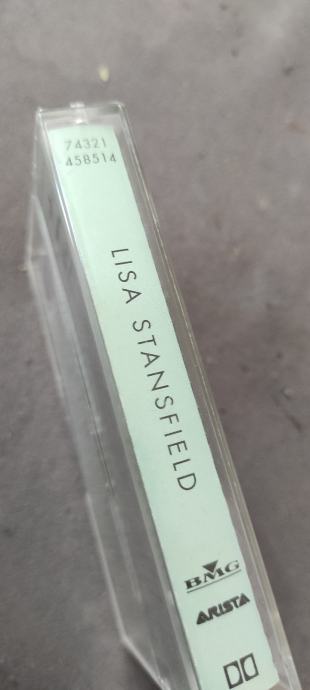 74321
458514
LISA STANSFIELD
BMG
ARISTA